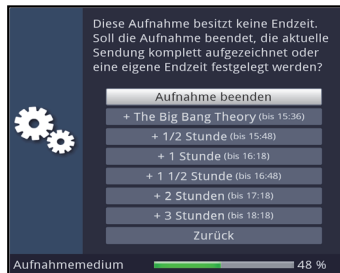 Diese Aufnahme besitzt keine Endzeit.
Soll die Aufnahme beendet, die aktuelle
Sendung komplett aufgezeichnet oder
eine eigene Endzeit festgelegt werden?
Aufnahme beenden
+ The Big Bang Theory (bis 15:36)
+ 1/2 Stunde (bis 15:48)
+ 1 Stunde (bis 16:18)
+ 1 1/2 Stunde (bis 16:48)
+ 2 Stunden (bis 17:18)
+ 3 Stunden (bis 18:18)
Zurück
Aufnahmemedium 48 %